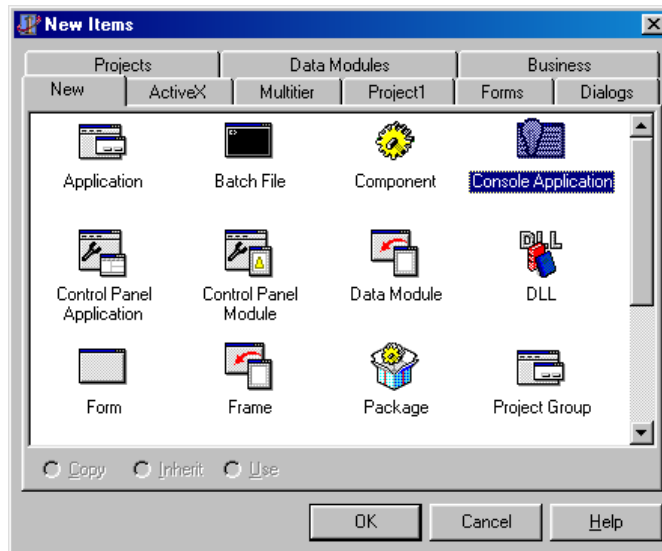 New Items
Projects Data Modules Business
New ActiveX Multitier Project1 Forms Dialogs
Application Batch File Component Console Application
Control Panel Application Control Panel Module Data Module DLL
Form Frame Package Project Group
Copy Inherit Use
OK Cancel Help